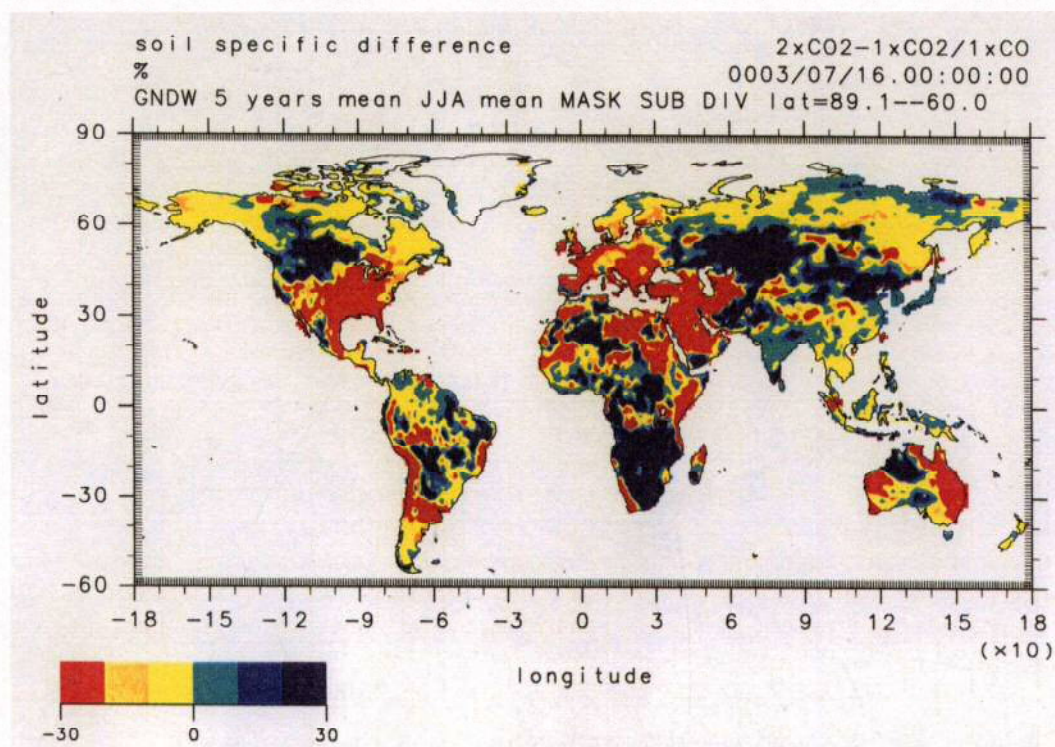 soil specific difference
2xCO2-1xCO2/1xCO
%
0003/07/16.00:00:00
GNDW 5 years mean JJA mean MASK SUB DIV lat=89.1--60.0
90
60
30
0
-30
-60
latitude
-18 -15 -12 -9 -6 -3 0 3 6 9 12 15 18
(×10)
longitude
-30 0 30